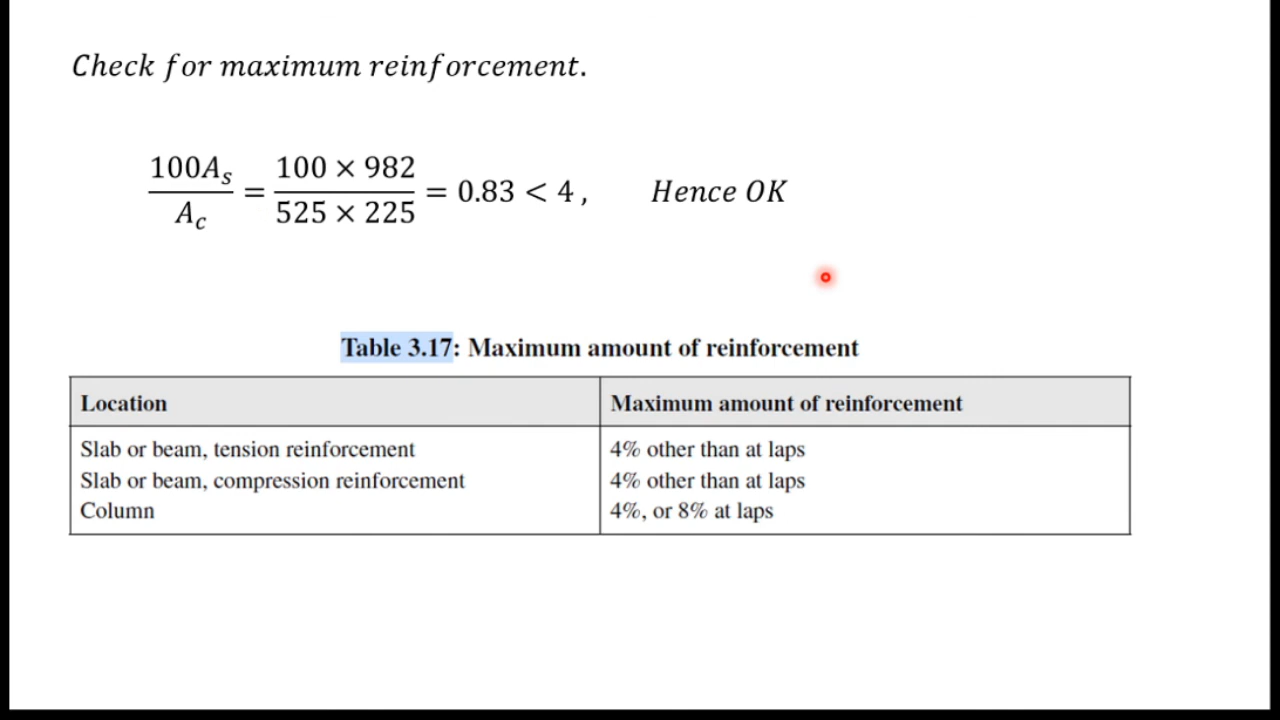 Check for maximum reinforcement.
100Aₛ/A_c = (100 × 982)/(525 × 225) = 0.83 < 4 , Hence OK
Table 3.17: Maximum amount of reinforcement
Location Maximum amount of reinforcement
Slab or beam, tension reinforcement 4% other than at laps
Slab or beam, compression reinforcement 4% other than at laps
Column 4%, or 8% at laps